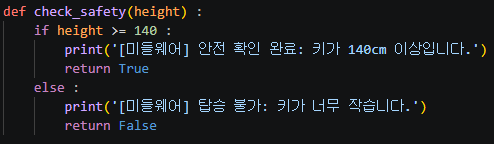 def check_safety(height) :
    if height >= 140 :
        print('[미들웨어] 안전 확인 완료: 키가 140cm 이상입니다.')
        return True
    else :
        print('[미들웨어] 탑승 불가: 키가 너무 작습니다.')
        return False